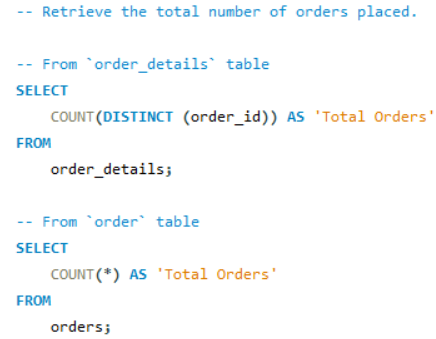 -- Retrieve the total number of orders placed.
-- From `order_details` table
SELECT
COUNT(DISTINCT (order_id)) AS 'Total Orders'
FROM
order_details;
-- From `order` table
SELECT
COUNT(*) AS 'Total Orders'
FROM
orders;